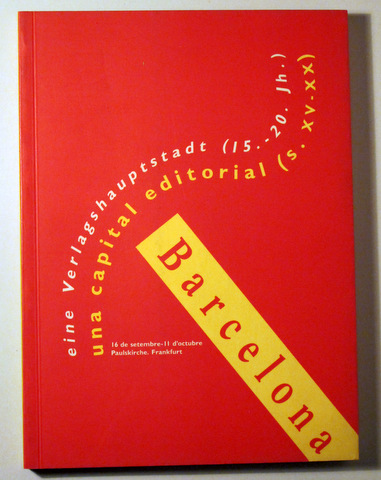 eine Verlagshauptstadt (15.-20. Jh.)
una capital editorial (s. XV-XX)
Barcelona
16 de setembre-11 d'octubre
Paulskirche. Frankfurt